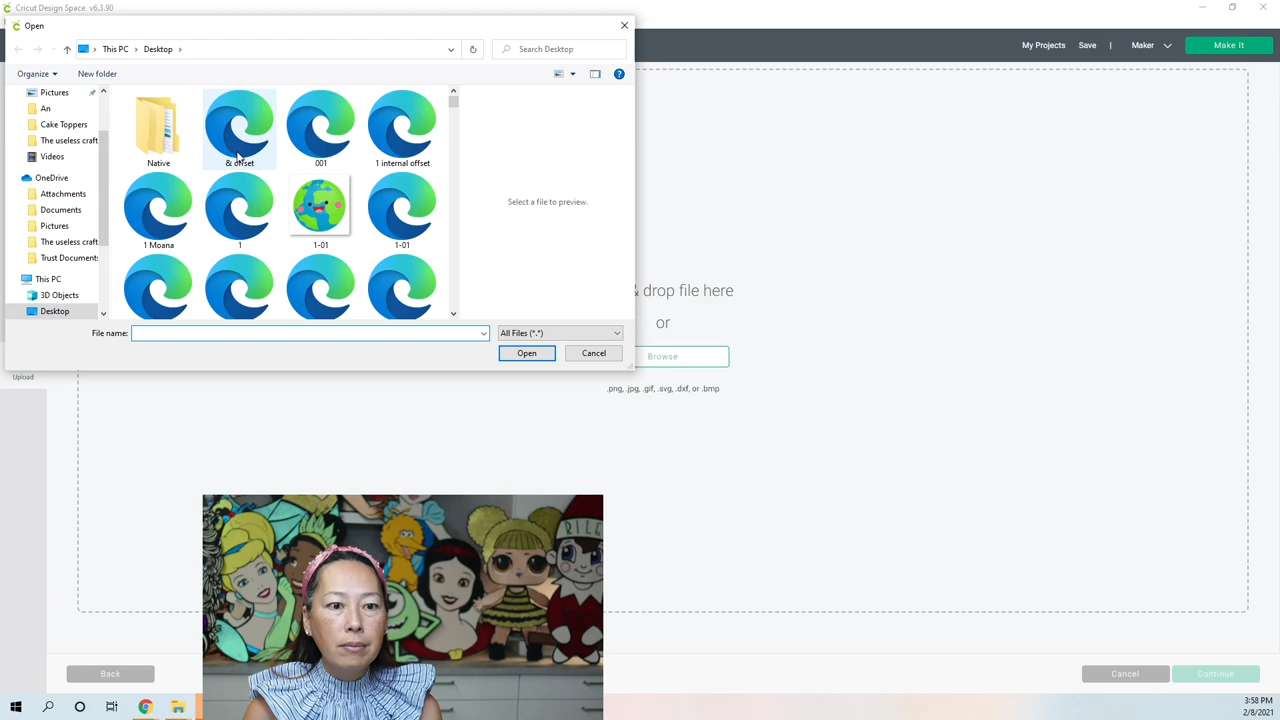 Cricut Design Space v6.3.90
Open
This PC > Desktop >
Search Desktop
My Projects
Save
|
Maker
Make It
Organize
New folder
Pictures
An
Cake Toppers
The useless craft
Videos
OneDrive
Attachments
Documents
Pictures
The useless craft
Trust Documents
This PC
3D Objects
Desktop
Native
& offset
001
1 internal offset
1 Moana
1
1-01
1-01
Select a file to preview.
File name:
All Files (*.*)
Open
Cancel
& drop file here
or
Browse
.png, .jpg, .gif, .svg, .dxf, or .bmp
Upload
Back
Cancel
Continue
3:58 PM
2/8/2021